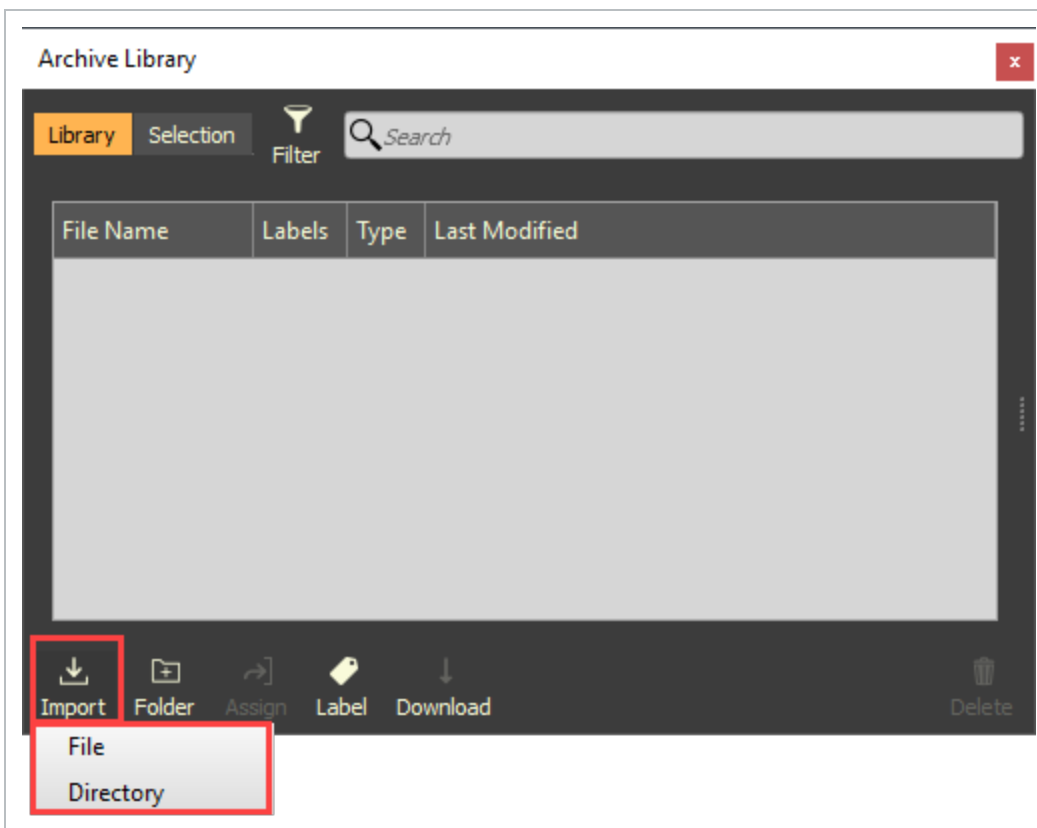 Archive Library
x
Library Selection Filter Search
File Name Labels Type Last Modified
Import Folder Assign Label Download Delete
File
Directory